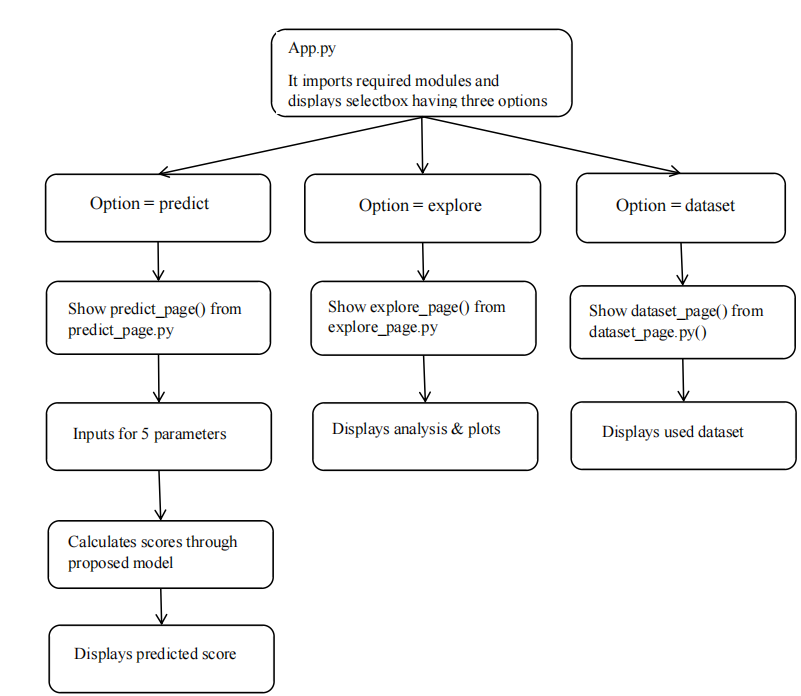 App.py
It imports required modules and
displays selectbox having three options
Option = predict
Option = explore
Option = dataset
Show predict_page() from
predict_page.py
Show explore_page() from
explore_page.py
Show dataset_page() from
dataset_page.py()
Inputs for 5 parameters
Displays analysis & plots
Displays used dataset
Calculates scores through
proposed model
Displays predicted score